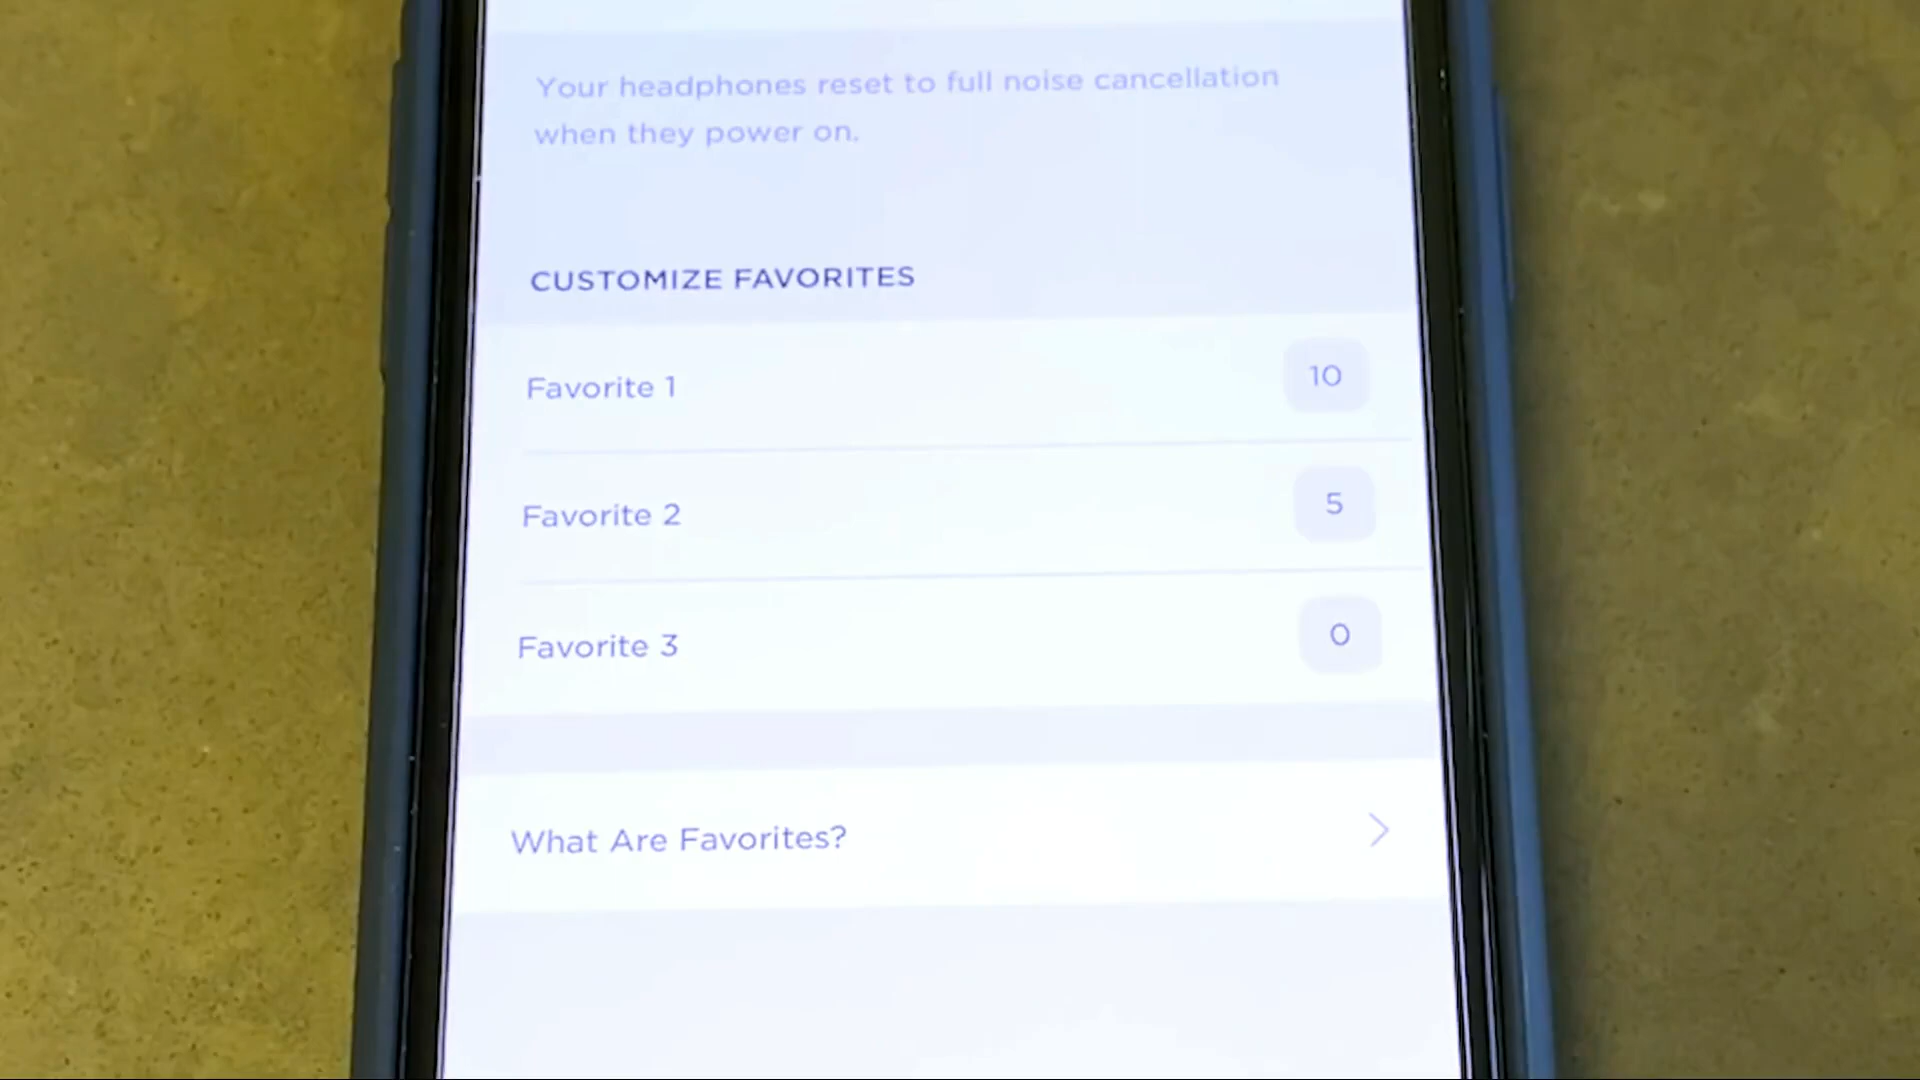 Your headphones reset to full noise cancellation
when they power on.
CUSTOMIZE FAVORITES
Favorite 1 10
Favorite 2 5
Favorite 3 0
What Are Favorites?